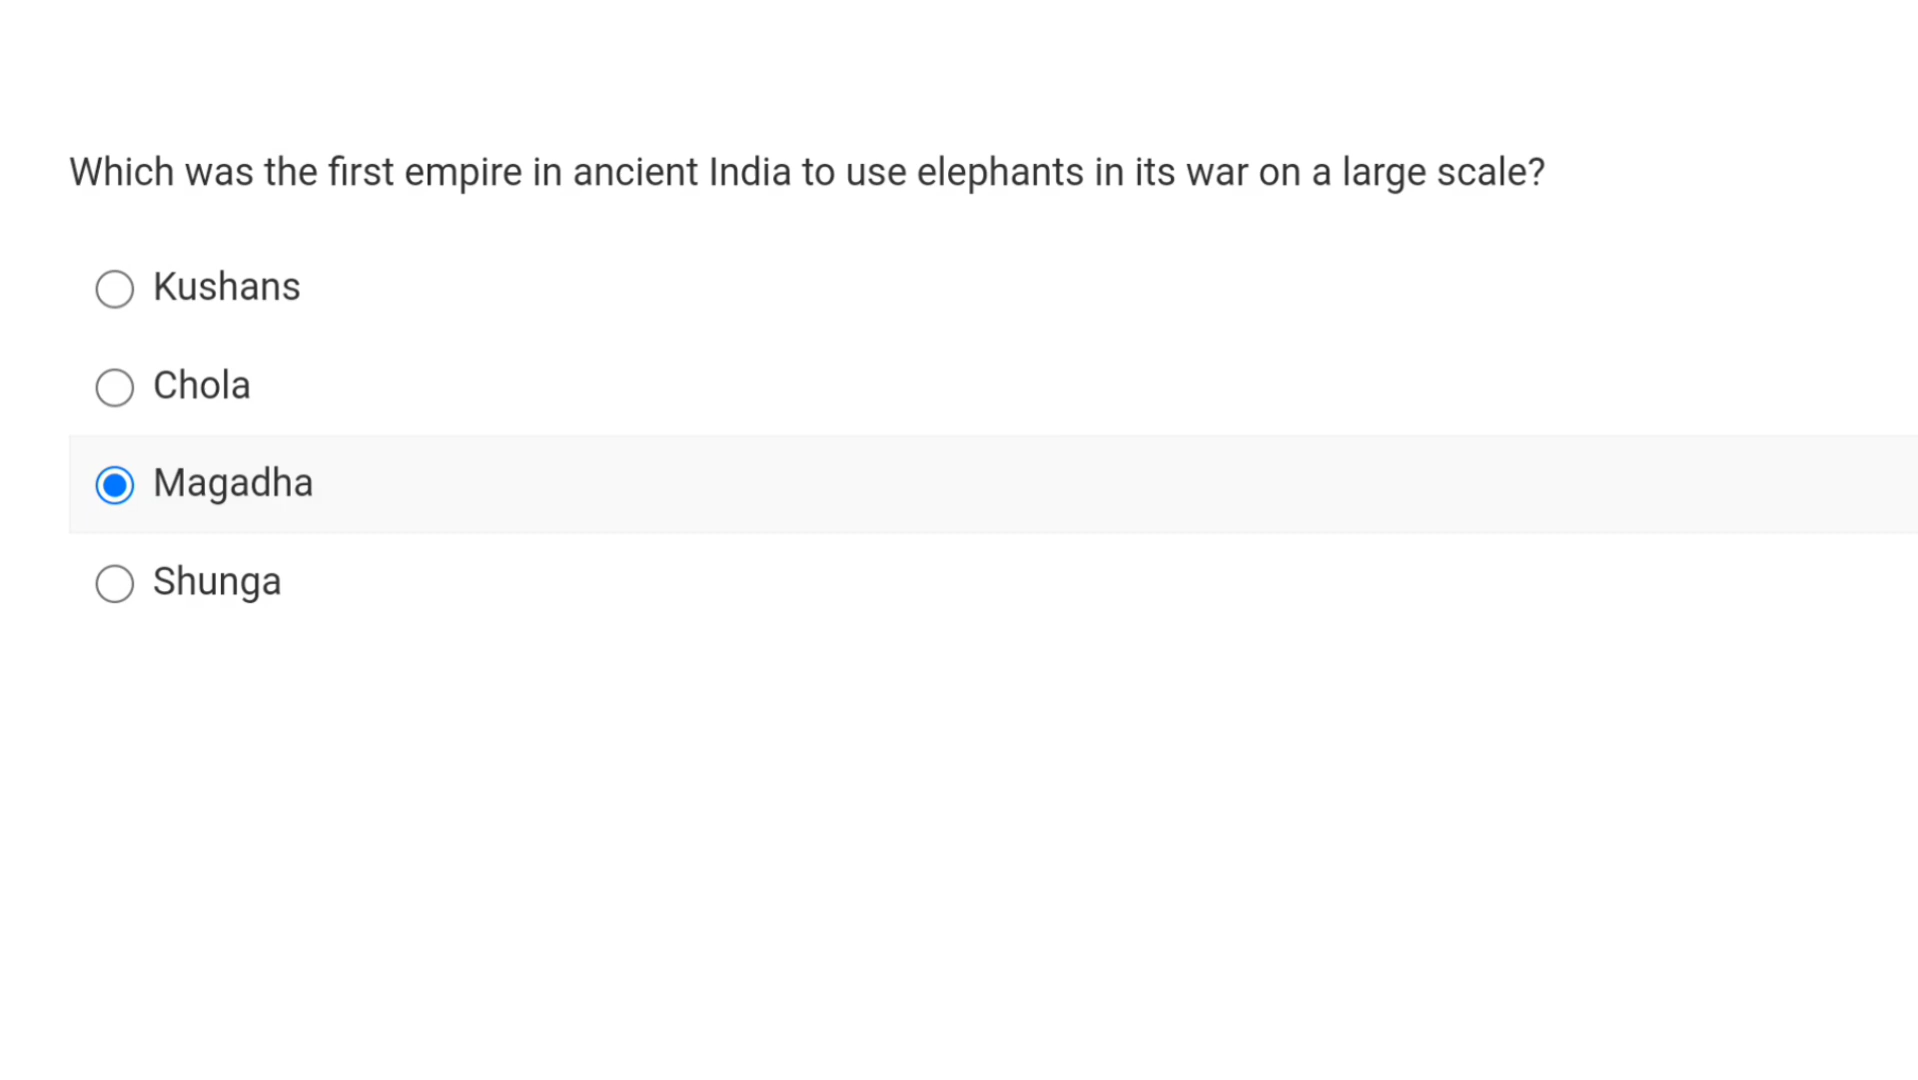 Which was the first empire in ancient India to use elephants in its war on a large scale?
Kushans
Chola
Magadha
Shunga